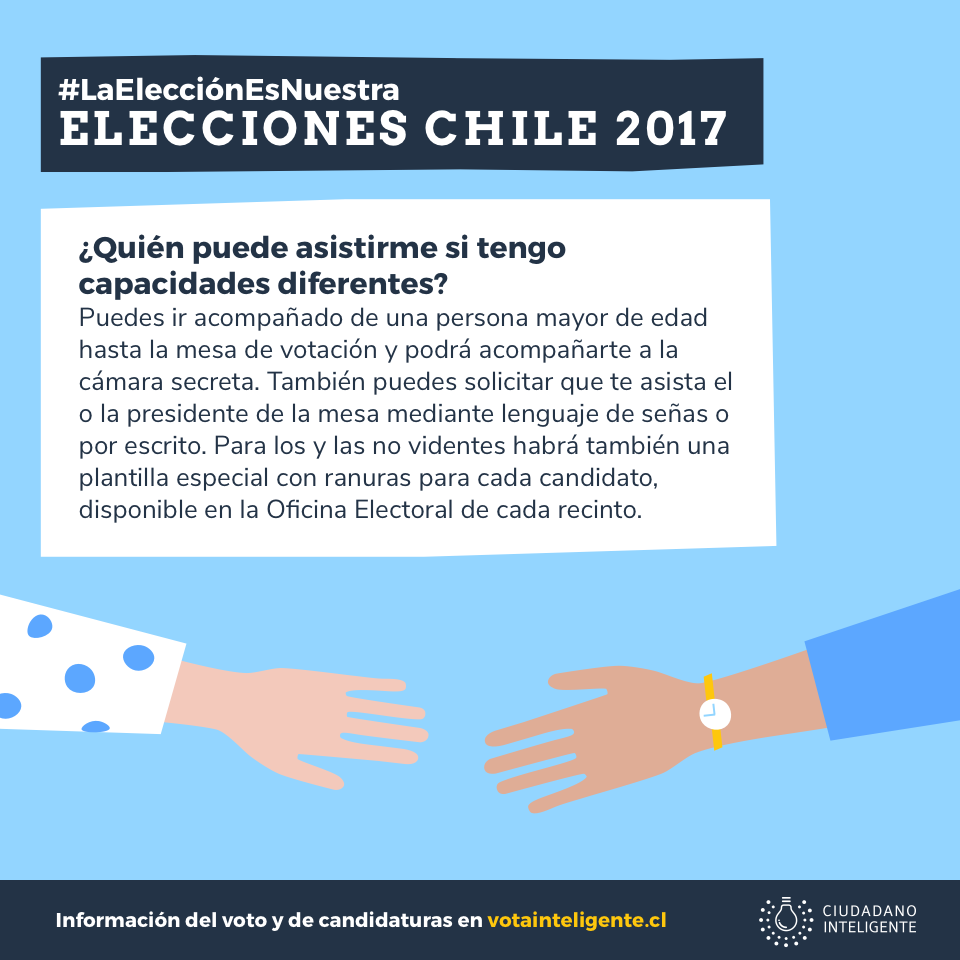 #LaElecciónEsNuestra
ELECCIONES CHILE 2017
¿Quién puede asistirme si tengo
capacidades diferentes?
Puedes ir acompañado de una persona mayor de edad
hasta la mesa de votación y podrá acompañarte a la
cámara secreta. También puedes solicitar que te asista el
o la presidente de la mesa mediante lenguaje de señas o
por escrito. Para los y las no videntes habrá también una
plantilla especial con ranuras para cada candidato,
disponible en la Oficina Electoral de cada recinto.
Información del voto y de candidaturas en votainteligente.cl
CIUDADANO
INTELIGENTE